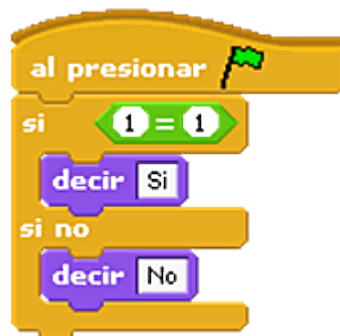 al presionar
si 1 = 1
decir Si
si no
decir No